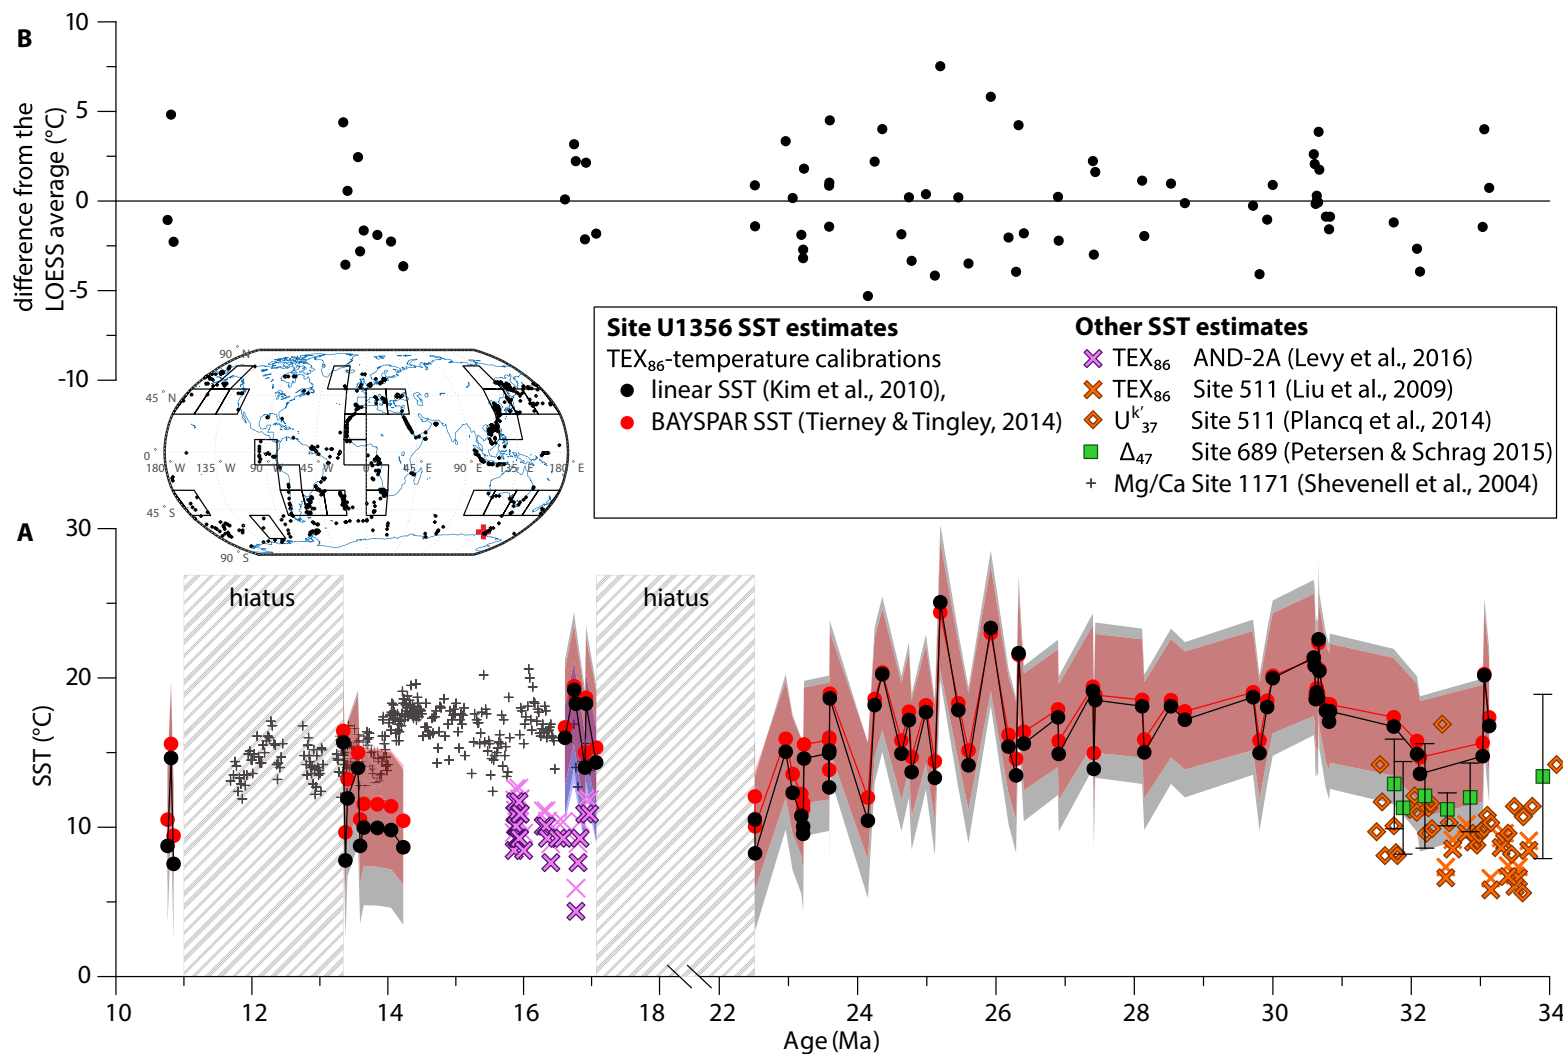 B
10
5
0
-5
-10
difference from the
LOESS average (°C)
90 °N
45 °N
0 °
180 °W 135 °W 90 °W 45 °W 0 ° 45 °E 90 °E 135 °E 180 °E
45 °S
90 °S
Site U1356 SST estimates
TEX86-temperature calibrations
linear SST (Kim et al., 2010),
BAYSPAR SST (Tierney & Tingley, 2014)
Other SST estimates
TEX86 AND-2A (Levy et al., 2016)
TEX86 Site 511 (Liu et al., 2009)
Uk′37 Site 511 (Plancq et al., 2014)
Δ47 Site 689 (Petersen & Schrag 2015)
Mg/Ca Site 1171 (Shevenell et al., 2004)
A
30
20
10
0
SST (°C)
hiatus
hiatus
10 12 14 16 18 22 24 26 28 30 32 34
Age (Ma)